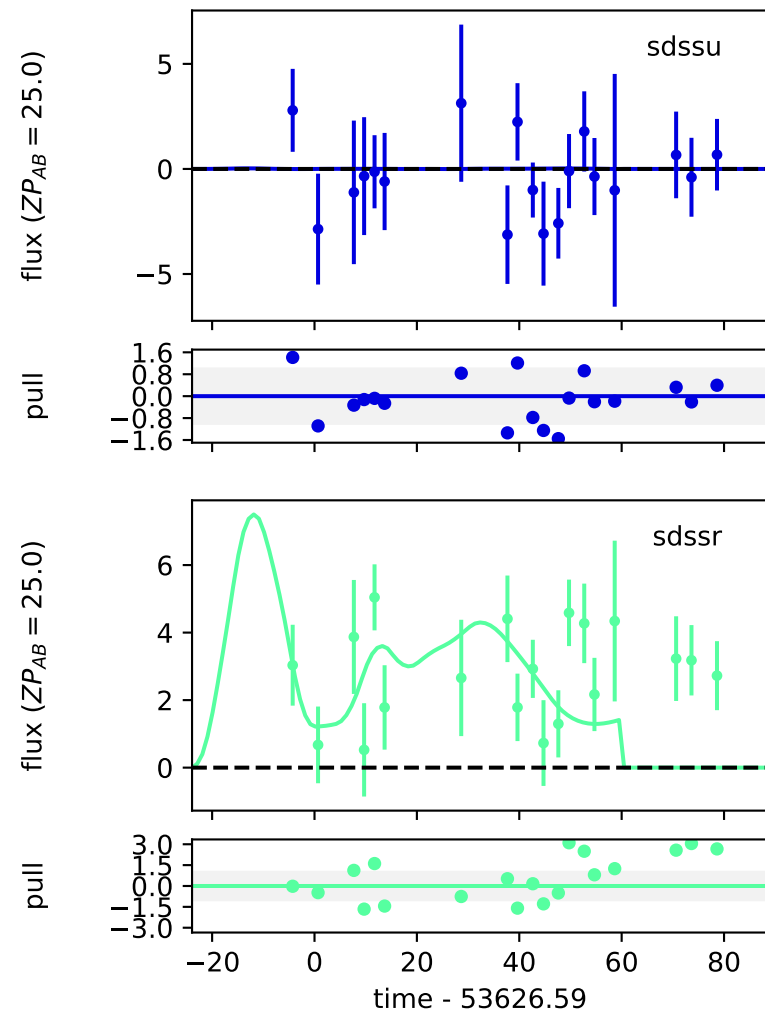 sdssu
flux (ZP_AB = 25.0)
5
0
−5
pull
1.6
0.8
0.0
−0.8
−1.6
sdssr
flux (ZP_AB = 25.0)
6
4
2
0
pull
3.0
1.5
0.0
−1.5
−3.0
−20 0 20 40 60 80
time - 53626.59